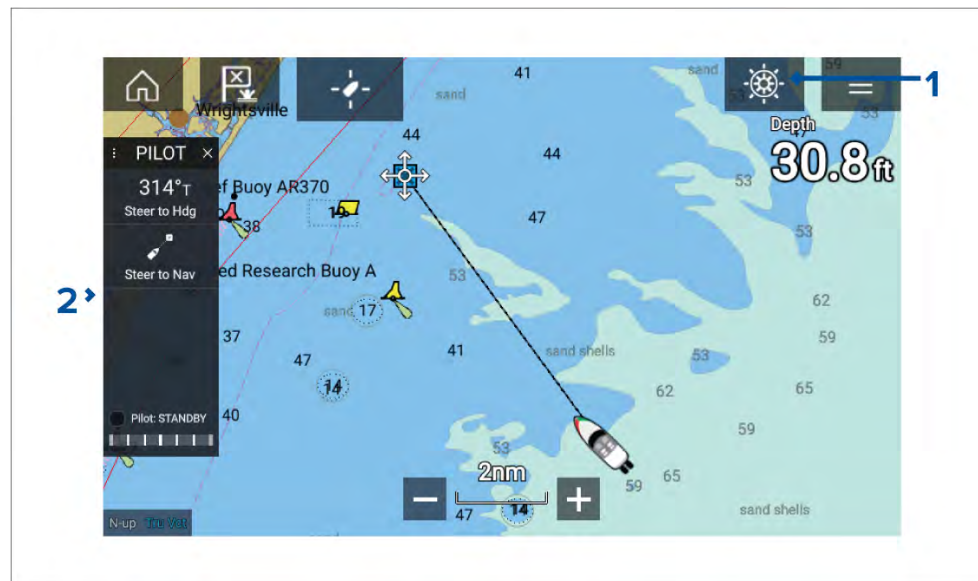 41
59
sand
sand
1
53
Wrightsville
47
Depth
30.8ft
44
44
PILOT
53
314°T
Steer to Hdg
ef Buoy AR370
19
47
38
53
Steer to Nav
ed Research Buoy A
53
2
62
sand
17
59
37
41
sand shells
53
47
14
62
65
40
Pilot: STANDBY
59
53
2nm
65
59
47
14
sand shells
N-up